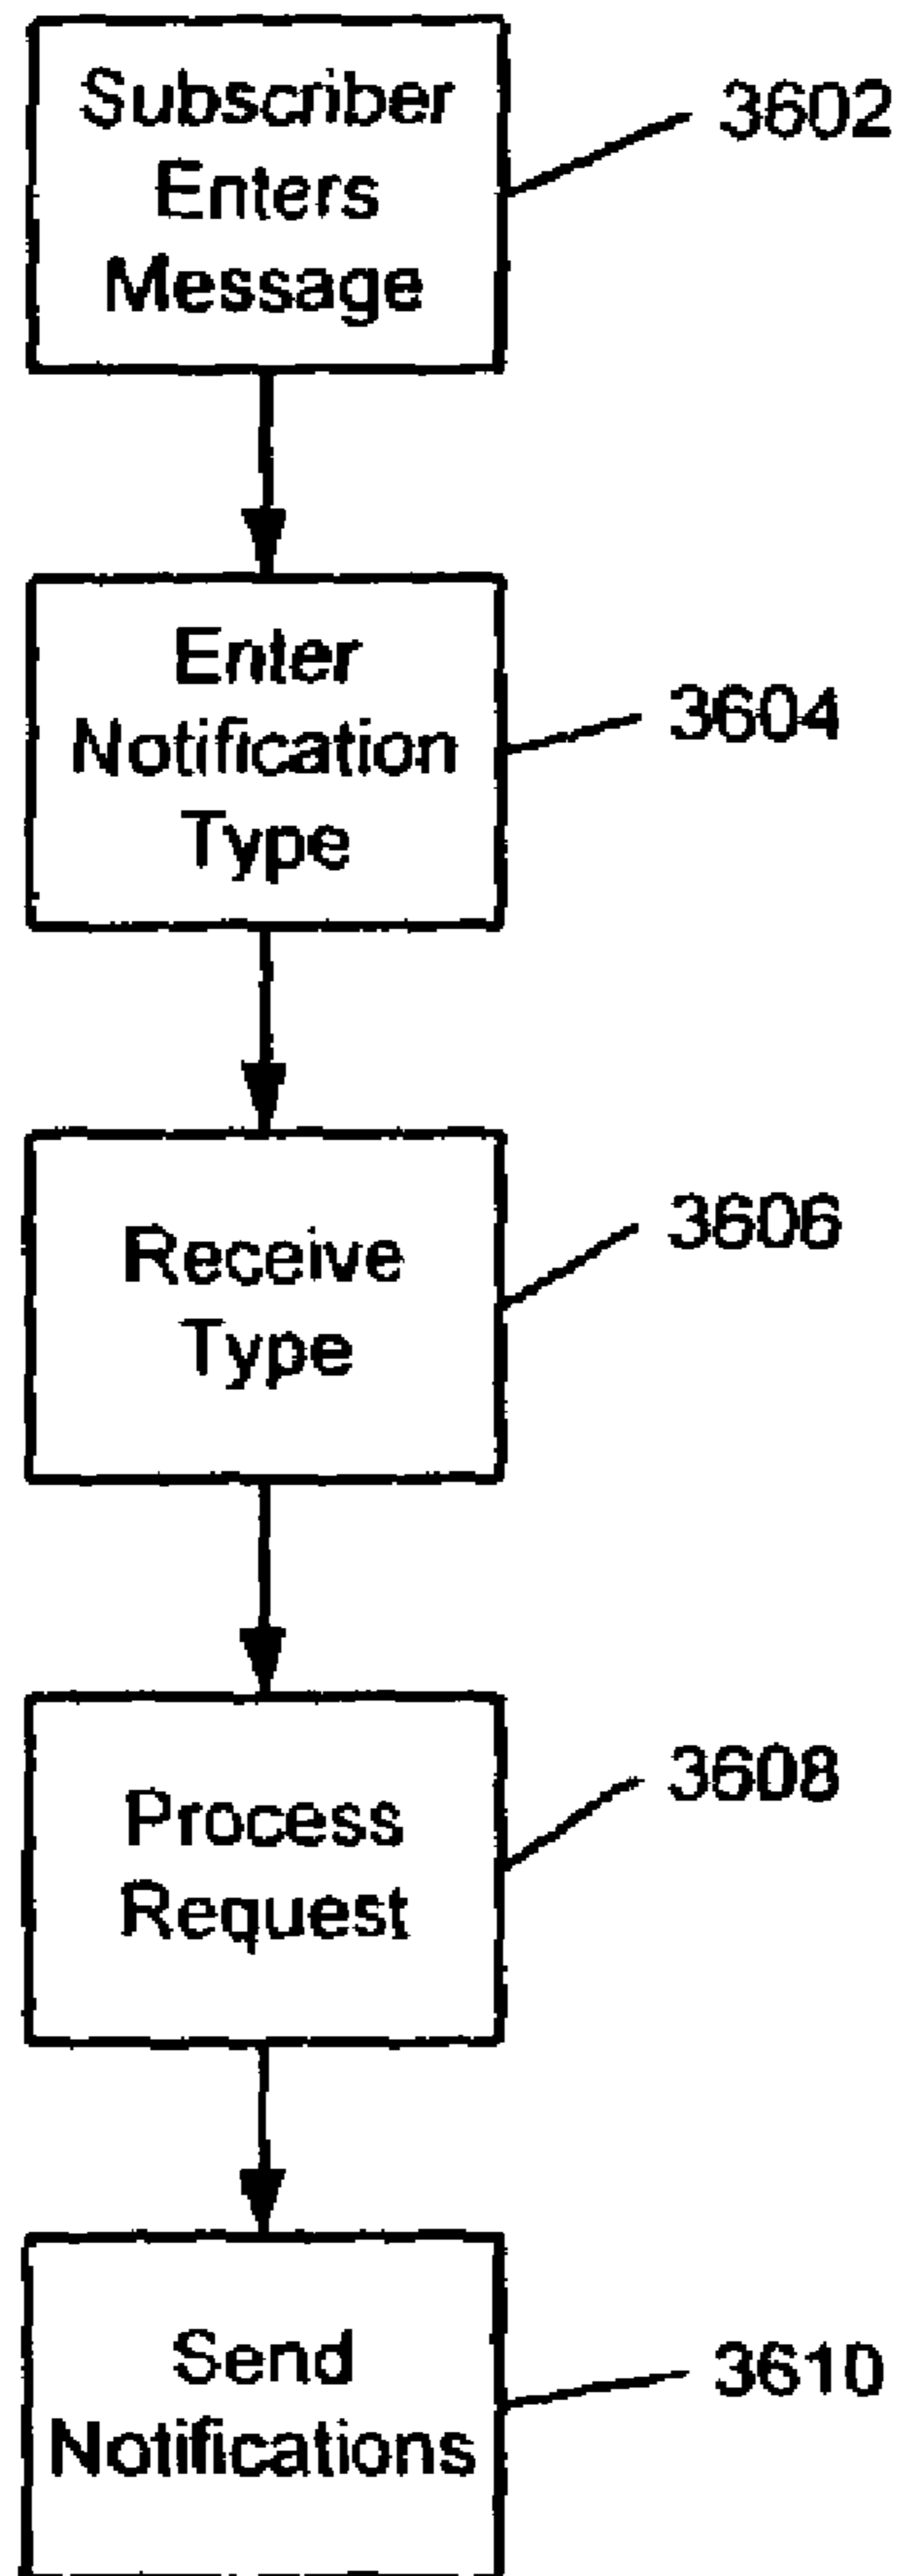 Subscriber
Enters
Message
3602
Enter
Notification
Type
3604
Receive
Type
3606
Process
Request
3608
Send
Notifications
3610